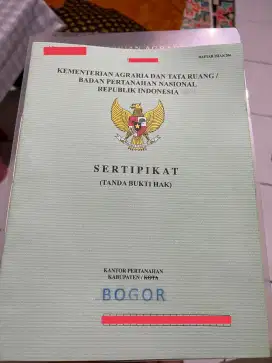 KEMENTERIAN AGRARIA DAN TATA RUANG /
BADAN PERTANAHAN NASIONAL
REPUBLIK INDONESIA
SERTIPIKAT
(TANDA BUKTI HAK)
KANTOR PERTANAHAN
KABUPATEN / KOTA
BOGOR